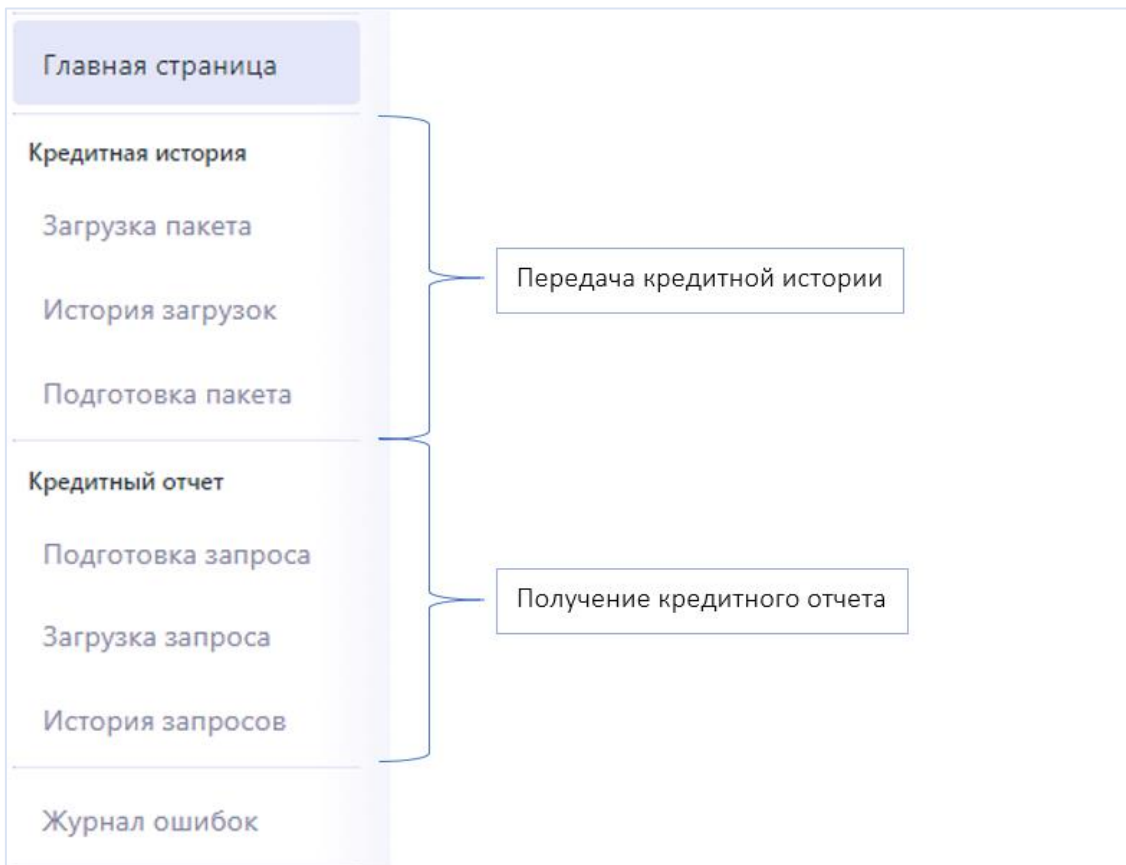 Главная страница
Кредитная история
Загрузка пакета
История загрузок
Подготовка пакета
Передача кредитной истории
Кредитный отчет
Подготовка запроса
Загрузка запроса
История запросов
Получение кредитного отчета
Журнал ошибок